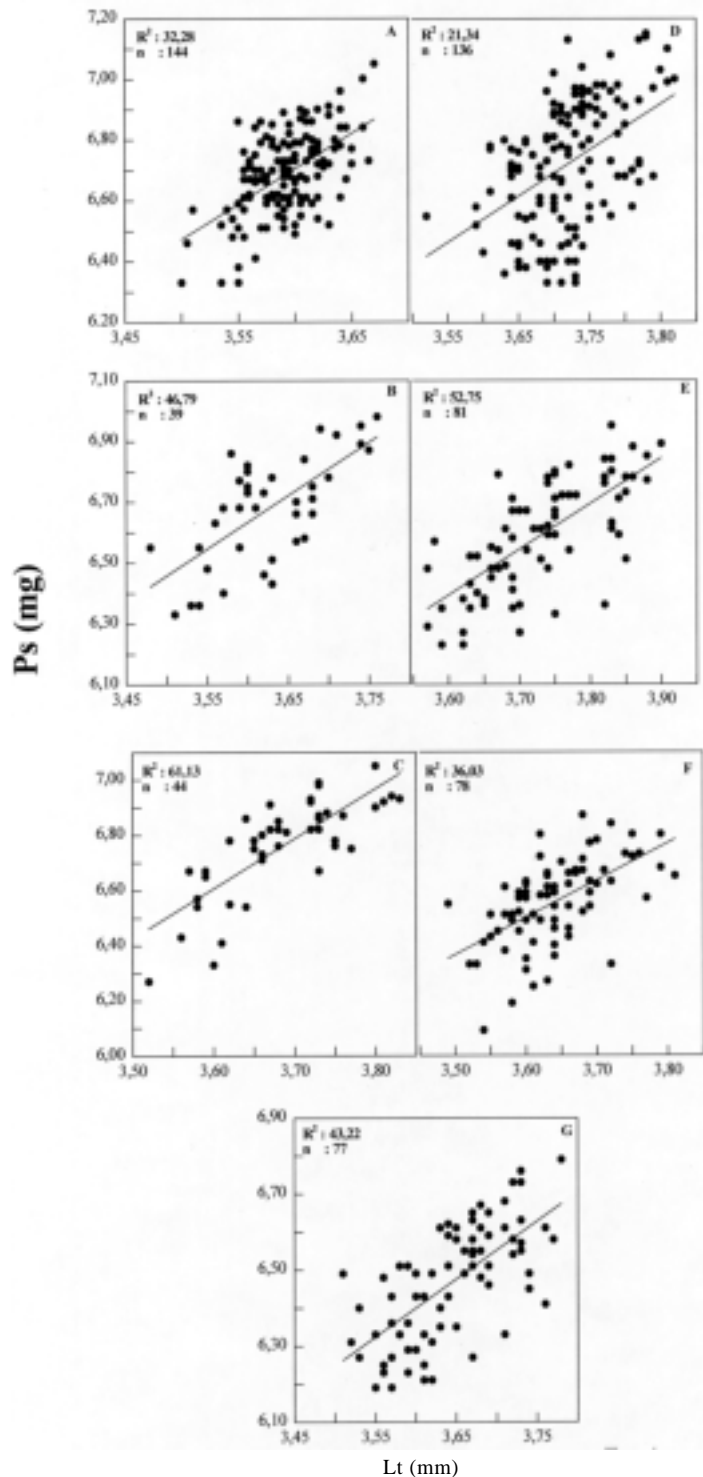 7,20
R² : 32,28
n : 144
A
R² : 21,34
n : 136
D
7,00
6,80
6,60
6,40
6.20
3,45 3,55 3,65 3,55 3,65 3,75 3,80
7,10
R² : 46,79
n : 39
B
R² : 52,75
n : 81
E
6,90
6,70
6,50
6,30
6,10
3,45 3,55 3,65 3,75 3,60 3,70 3,80 3,90
Ps (mg)
R² : 61,13
n : 44
C
R² : 36,03
n : 78
F
7,00
6,80
6,60
6,40
6,20
6,00
3,50 3,60 3,70 3,80 3,50 3,60 3,70 3,80
6,90
R² : 43,22
n : 77
G
6,70
6,50
6,30
6,10
3,45 3,55 3,65 3,75
Lt (mm)